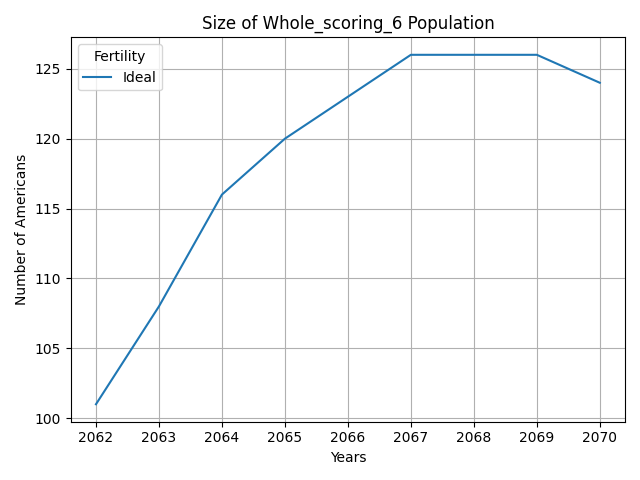 Size of Whole_scoring_6 Population
Fertility
Ideal
125
120
115
110
105
100
Number of Americans
2062 2063 2064 2065 2066 2067 2068 2069 2070
Years